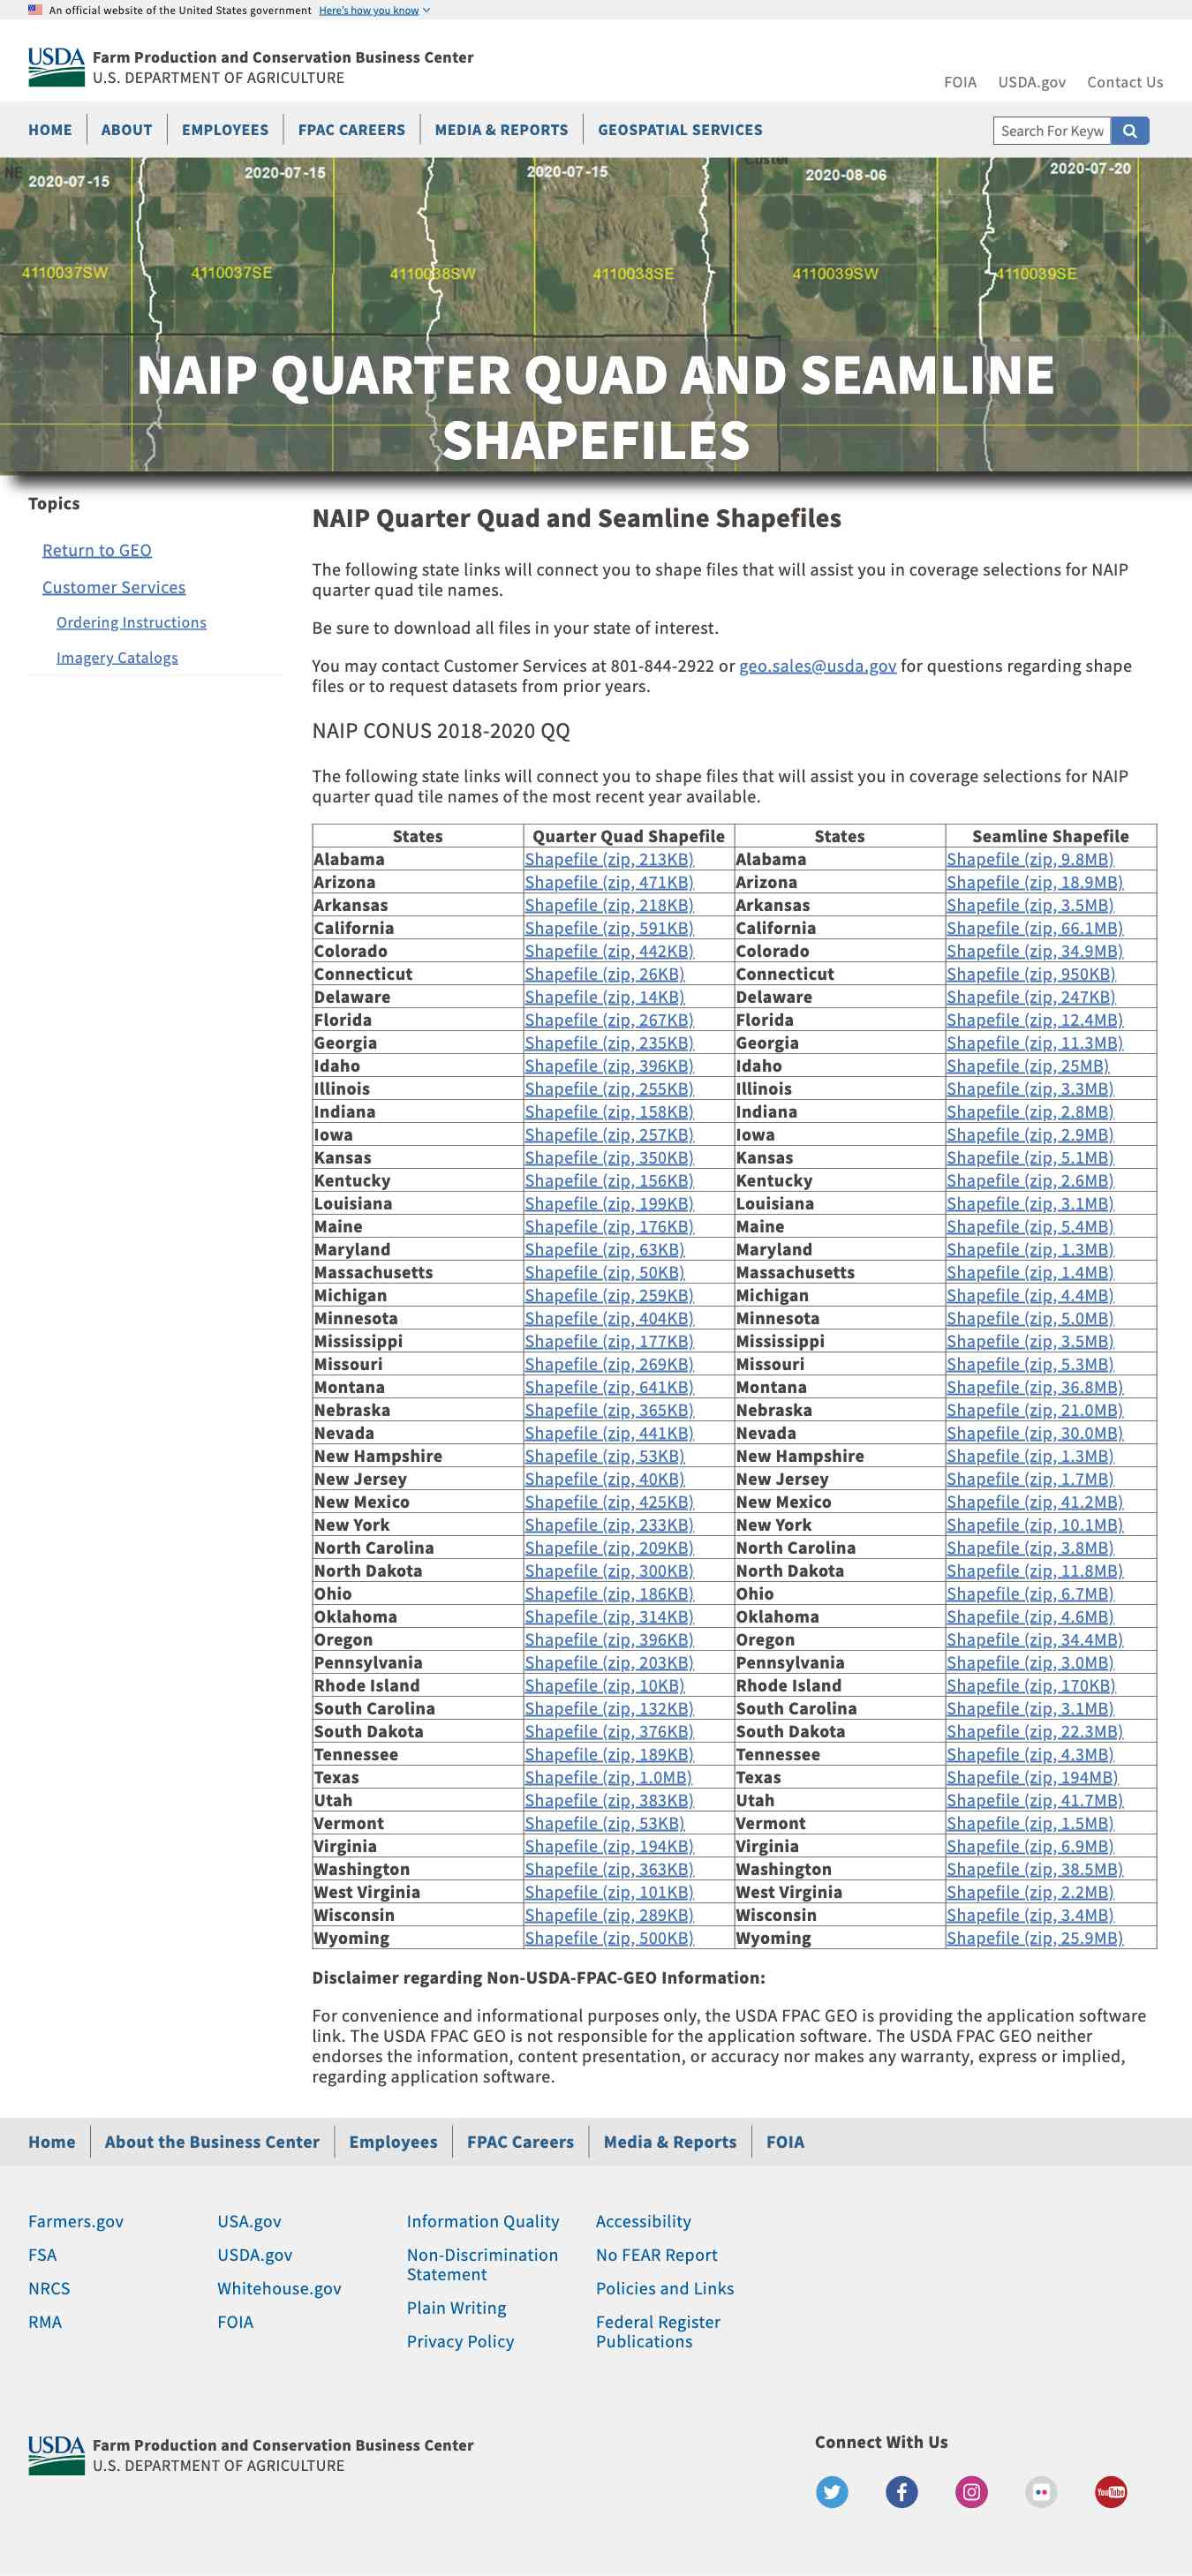 An official website of the United States government Here's how you know
USDA Farm Production and Conservation Business Center
U.S. DEPARTMENT OF AGRICULTURE
FOIA USDA.gov Contact Us
HOME ABOUT EMPLOYEES FPAC CAREERS MEDIA & REPORTS GEOSPATIAL SERVICES Search For Keyw
NE 2020-07-15 2020-07-15 2020-07-15 Custer 2020-08-06 2020-07-20
4110037SW 4110037SE 4110038SW 4110038SE 4110039SW 4110039SE
NAIP QUARTER QUAD AND SEAMLINE
SHAPEFILES
Topics
Return to GEO
Customer Services
Ordering Instructions
Imagery Catalogs
NAIP Quarter Quad and Seamline Shapefiles
The following state links will connect you to shape files that will assist you in coverage selections for NAIP
quarter quad tile names.
Be sure to download all files in your state of interest.
You may contact Customer Services at 801-844-2922 or geo.sales@usda.gov for questions regarding shape
files or to request datasets from prior years.
NAIP CONUS 2018-2020 QQ
The following state links will connect you to shape files that will assist you in coverage selections for NAIP
quarter quad tile names of the most recent year available.
States Quarter Quad Shapefile States Seamline Shapefile
Alabama Shapefile (zip, 213KB) Alabama Shapefile (zip, 9.8MB)
Arizona Shapefile (zip, 471KB) Arizona Shapefile (zip, 18.9MB)
Arkansas Shapefile (zip, 218KB) Arkansas Shapefile (zip, 3.5MB)
California Shapefile (zip, 591KB) California Shapefile (zip, 66.1MB)
Colorado Shapefile (zip, 442KB) Colorado Shapefile (zip, 34.9MB)
Connecticut Shapefile (zip, 26KB) Connecticut Shapefile (zip, 950KB)
Delaware Shapefile (zip, 14KB) Delaware Shapefile (zip, 247KB)
Florida Shapefile (zip, 267KB) Florida Shapefile (zip, 12.4MB)
Georgia Shapefile (zip, 235KB) Georgia Shapefile (zip, 11.3MB)
Idaho Shapefile (zip, 396KB) Idaho Shapefile (zip, 25MB)
Illinois Shapefile (zip, 255KB) Illinois Shapefile (zip, 3.3MB)
Indiana Shapefile (zip, 158KB) Indiana Shapefile (zip, 2.8MB)
Iowa Shapefile (zip, 257KB) Iowa Shapefile (zip, 2.9MB)
Kansas Shapefile (zip, 350KB) Kansas Shapefile (zip, 5.1MB)
Kentucky Shapefile (zip, 156KB) Kentucky Shapefile (zip, 2.6MB)
Louisiana Shapefile (zip, 199KB) Louisiana Shapefile (zip, 3.1MB)
Maine Shapefile (zip, 176KB) Maine Shapefile (zip, 5.4MB)
Maryland Shapefile (zip, 63KB) Maryland Shapefile (zip, 1.3MB)
Massachusetts Shapefile (zip, 50KB) Massachusetts Shapefile (zip, 1.4MB)
Michigan Shapefile (zip, 259KB) Michigan Shapefile (zip, 4.4MB)
Minnesota Shapefile (zip, 404KB) Minnesota Shapefile (zip, 5.0MB)
Mississippi Shapefile (zip, 177KB) Mississippi Shapefile (zip, 3.5MB)
Missouri Shapefile (zip, 269KB) Missouri Shapefile (zip, 5.3MB)
Montana Shapefile (zip, 641KB) Montana Shapefile (zip, 36.8MB)
Nebraska Shapefile (zip, 365KB) Nebraska Shapefile (zip, 21.0MB)
Nevada Shapefile (zip, 441KB) Nevada Shapefile (zip, 30.0MB)
New Hampshire Shapefile (zip, 53KB) New Hampshire Shapefile (zip, 1.3MB)
New Jersey Shapefile (zip, 40KB) New Jersey Shapefile (zip, 1.7MB)
New Mexico Shapefile (zip, 425KB) New Mexico Shapefile (zip, 41.2MB)
New York Shapefile (zip, 233KB) New York Shapefile (zip, 10.1MB)
North Carolina Shapefile (zip, 209KB) North Carolina Shapefile (zip, 3.8MB)
North Dakota Shapefile (zip, 300KB) North Dakota Shapefile (zip, 11.8MB)
Ohio Shapefile (zip, 186KB) Ohio Shapefile (zip, 6.7MB)
Oklahoma Shapefile (zip, 314KB) Oklahoma Shapefile (zip, 4.6MB)
Oregon Shapefile (zip, 396KB) Oregon Shapefile (zip, 34.4MB)
Pennsylvania Shapefile (zip, 203KB) Pennsylvania Shapefile (zip, 3.0MB)
Rhode Island Shapefile (zip, 10KB) Rhode Island Shapefile (zip, 170KB)
South Carolina Shapefile (zip, 132KB) South Carolina Shapefile (zip, 3.1MB)
South Dakota Shapefile (zip, 376KB) South Dakota Shapefile (zip, 22.3MB)
Tennessee Shapefile (zip, 189KB) Tennessee Shapefile (zip, 4.3MB)
Texas Shapefile (zip, 1.0MB) Texas Shapefile (zip, 194MB)
Utah Shapefile (zip, 383KB) Utah Shapefile (zip, 41.7MB)
Vermont Shapefile (zip, 53KB) Vermont Shapefile (zip, 1.5MB)
Virginia Shapefile (zip, 194KB) Virginia Shapefile (zip, 6.9MB)
Washington Shapefile (zip, 363KB) Washington Shapefile (zip, 38.5MB)
West Virginia Shapefile (zip, 101KB) West Virginia Shapefile (zip, 2.2MB)
Wisconsin Shapefile (zip, 289KB) Wisconsin Shapefile (zip, 3.4MB)
Wyoming Shapefile (zip, 500KB) Wyoming Shapefile (zip, 25.9MB)
Disclaimer regarding Non-USDA-FPAC-GEO Information:
For convenience and informational purposes only, the USDA FPAC GEO is providing the application software
link. The USDA FPAC GEO is not responsible for the application software. The USDA FPAC GEO neither
endorses the information, content presentation, or accuracy nor makes any warranty, express or implied,
regarding application software.
Home About the Business Center Employees FPAC Careers Media & Reports FOIA
Farmers.gov
FSA
NRCS
RMA
USA.gov
USDA.gov
Whitehouse.gov
FOIA
Information Quality
Non-Discrimination
Statement
Plain Writing
Privacy Policy
Accessibility
No FEAR Report
Policies and Links
Federal Register
Publications
USDA Farm Production and Conservation Business Center
U.S. DEPARTMENT OF AGRICULTURE
Connect With Us
YouTube